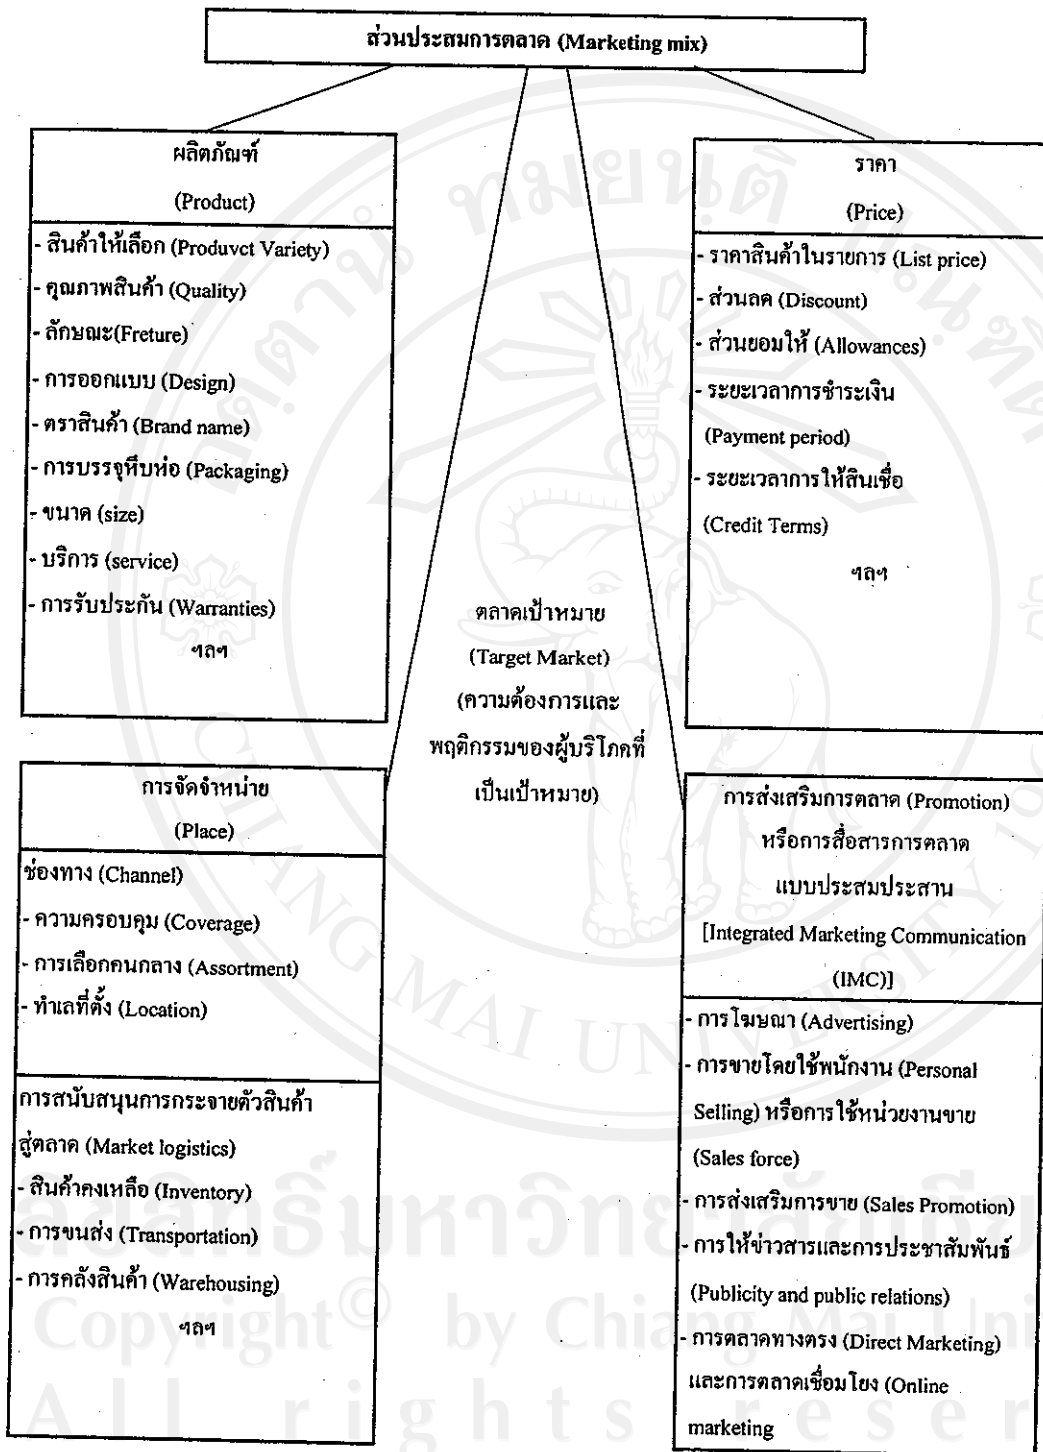 ส่วนประสมการตลาด (Marketing mix)
ผลิตภัณฑ์
(Product)
- สินค้าให้เลือก (Produvct Variety)
- คุณภาพสินค้า (Quality)
- ลักษณะ(Freture)
- การออกแบบ (Design)
- ตราสินค้า (Brand name)
- การบรรจุหีบห่อ (Packaging)
- ขนาด (size)
- บริการ (service)
- การรับประกัน (Warranties)
ฯลฯ
ราคา
(Price)
- ราคาสินค้าในรายการ (List price)
- ส่วนลด (Discount)
- ส่วนยอมให้ (Allowances)
- ระยะเวลาการชำระเงิน
(Payment period)
- ระยะเวลาการให้สินเชื่อ
(Credit Terms)
ฯลฯ
ตลาดเป้าหมาย
(Target Market)
(ความต้องการและ
พฤติกรรมของผู้บริโภคที่
เป็นเป้าหมาย)
การจัดจำหน่าย
(Place)
ช่องทาง (Channel)
- ความครอบคุม (Coverage)
- การเลือกคนกลาง (Assortment)
- ทำเลที่ตั้ง (Location)
การสนับสนุนการกระจายตัวสินค้า
สู่ตลาด (Market logistics)
- สินค้าคงเหลือ (Inventory)
- การขนส่ง (Transportation)
- การคลังสินค้า (Warehousing)
ฯลฯ
การส่งเสริมการตลาด (Promotion)
หรือการสื่อสารการตลาด
แบบประสมประสาน
[Integrated Marketing Communication
(IMC)]
- การโฆษณา (Advertising)
- การขายโดยใช้พนักงาน (Personal
Selling) หรือการใช้หน่วยงานขาย
(Sales force)
- การส่งเสริมการขาย (Sales Promotion)
- การให้ข่าวสารและการประชาสัมพันธ์
(Publicity and public relations)
- การตลาดทางตรง (Direct Marketing)
และการตลาดเชื่อมโยง (Online
marketing
CHIANG MAI UNIVERSITY
Copyright© by Chiang Mai Uni
All rights reser